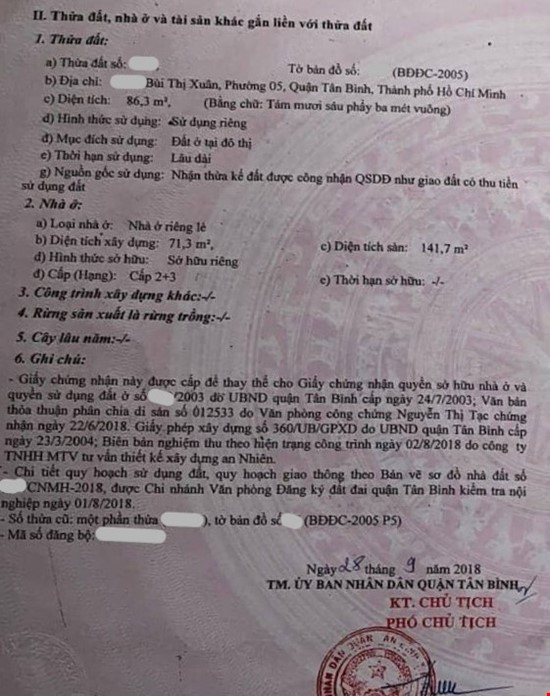 II. Thửa đất, nhà ở và tài sản khác gắn liền với thửa đất
1. Thửa đất:
a) Thửa đất số: Tờ bản đồ số: (BĐĐC-2005)
b) Địa chỉ: Bùi Thị Xuân, Phường 05, Quận Tân Bình, Thành phố Hồ Chí Minh
c) Diện tích: 86,3 m², (Bằng chữ: Tám mươi sáu phẩy ba mét vuông)
d) Hình thức sử dụng: Sử dụng riêng
đ) Mục đích sử dụng: Đất ở tại đô thị
e) Thời hạn sử dụng: Lâu dài
g) Nguồn gốc sử dụng: Nhận thừa kế đất được công nhận QSDĐ như giao đất có thu tiền
sử dụng đất
2. Nhà ở:
a) Loại nhà ở: Nhà ở riêng lẻ
b) Diện tích xây dựng: 71,3 m², c) Diện tích sàn: 141,7 m²
d) Hình thức sở hữu: Sở hữu riêng
đ) Cấp (Hạng): Cấp 2+3 e) Thời hạn sở hữu: -/-
3. Công trình xây dựng khác:-/-
4. Rừng sản xuất là rừng trồng:-/-
5. Cây lâu năm:-/-
6. Ghi chú:
- Giấy chứng nhận này được cấp để thay thế cho Giấy chứng nhận quyền sở hữu nhà ở và
quyền sử dụng đất ở số /2003 do UBND quận Tân Bình cấp ngày 24/7/2003; Văn bản
thỏa thuận phân chia di sản số 012533 do Văn phòng công chứng Nguyễn Thị Tạc chứng
nhận ngày 22/6/2018. Giấy phép xây dựng số 360/UB/GPXD do UBND quận Tân Bình cấp
ngày 23/3/2004; Biên bản nghiệm thu theo hiện trạng công trình ngày 02/8/2018 do công ty
TNHH MTV tư vấn thiết kế xây dựng an Nhiên.
- Chi tiết quy hoạch sử dụng đất, quy hoạch giao thông theo Bản vẽ sơ đồ nhà đất số
CNMH-2018, được Chi nhánh Văn phòng Đăng ký đất đai quận Tân Bình kiểm tra nội
nghiệp ngày 01/8/2018.
- Số thửa cũ: một phần thửa , tờ bản đồ số (BĐĐC-2005 P5)
- Mã số đăng bộ:
Ngày 28 tháng 9 năm 2018
TM. ỦY BAN NHÂN DÂN QUẬN TÂN BÌNH
KT. CHỦ TỊCH
PHÓ CHỦ TỊCH